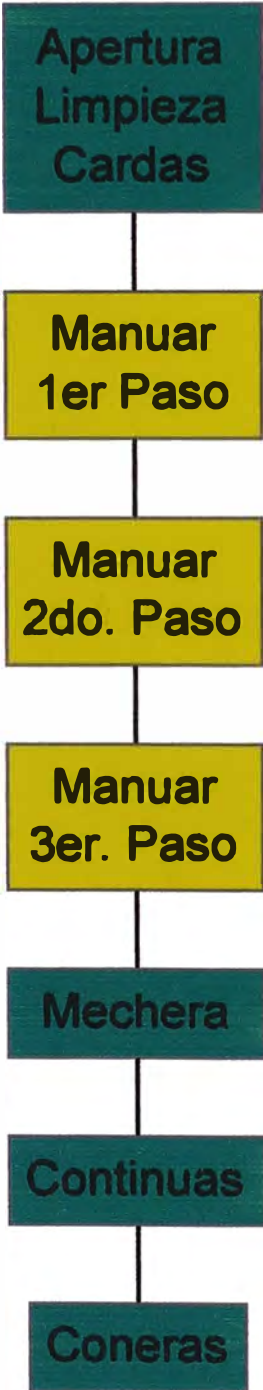 Apertura
Limpieza
Cardas
Manuar
1er Paso
Manuar
2do. Paso
Manuar
3er. Paso
Mechera
Continuas
Coneras